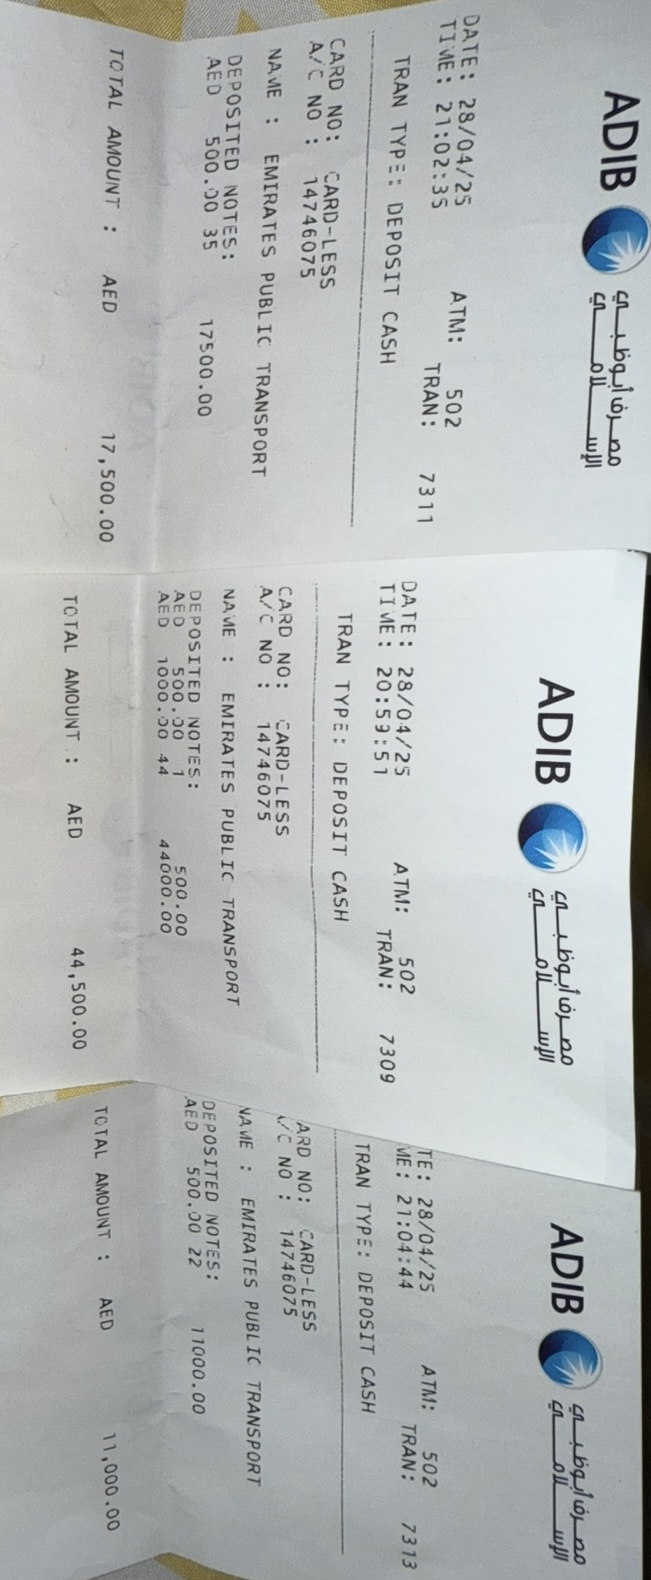 ADIB
مصرف أبوظبي
الإســـلامـــي
DATE: 28/04/25 ATM: 502
TIME: 21:02:35 TRAN: 7311
TRAN TYPE: DEPOSIT CASH
CARD NO: CARD-LESS
A/C NO : 14746075
NAME : EMIRATES PUBLIC TRANSPORT
DEPOSITED NOTES:
AED 500.00 35 17500.00
TOTAL AMOUNT : AED 17,500.00
ADIB
مصرف أبوظبي
الإســـلامـــي
DATE: 28/04/25 ATM: 502
TIME: 20:59:51 TRAN: 7309
TRAN TYPE: DEPOSIT CASH
CARD NO: CARD-LESS
A/C NO : 14746075
NAME : EMIRATES PUBLIC TRANSPORT
DEPOSITED NOTES:
AED 500.00 1 500.00
AED 1000.00 44 44000.00
TOTAL AMOUNT : AED 44,500.00
ADIB
مصرف أبوظبي
الإســـلامـــي
TE: 28/04/25 ATM: 502
ME: 21:04:44 TRAN: 7313
TRAN TYPE: DEPOSIT CASH
ARD NO: CARD-LESS
/C NO : 14746075
NAME : EMIRATES PUBLIC TRANSPORT
DEPOSITED NOTES:
AED 500.00 22 11000.00
TOTAL AMOUNT : AED 11,000.00